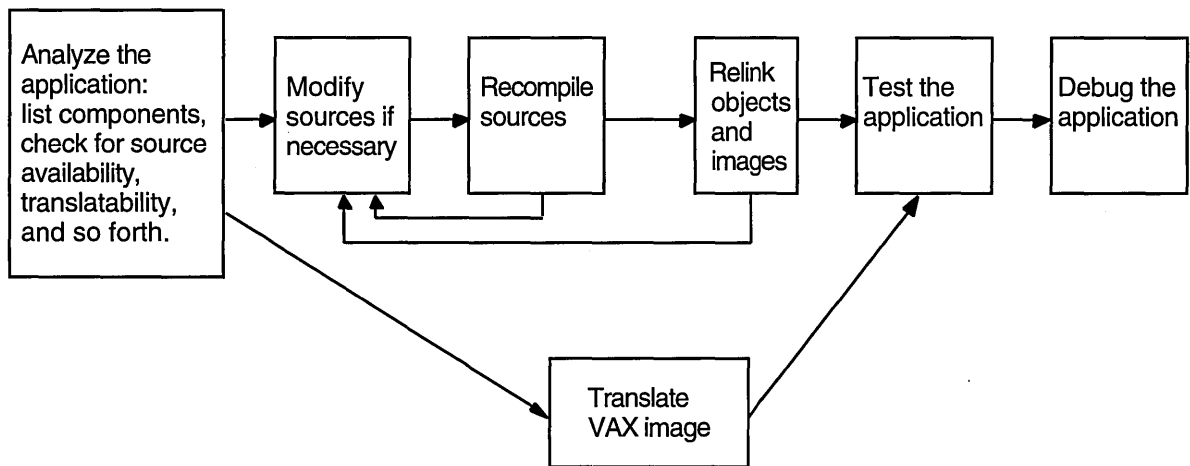 Analyze the
application:
list components,
check for source
availability,
translatability,
and so forth.
Modify
sources if
necessary
Recompile
sources
Relink
objects
and
images
Test the
application
Debug the
application
Translate
VAX image